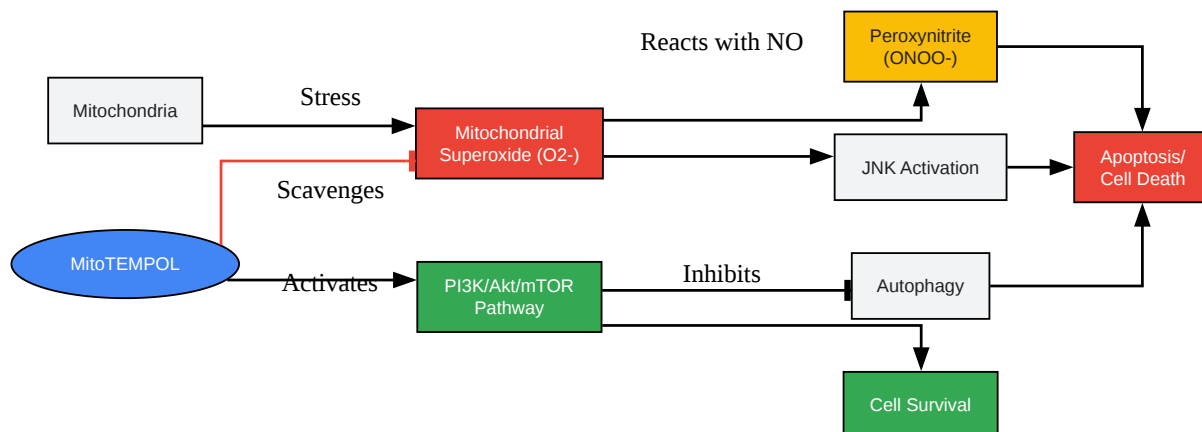 Reacts with NO
Peroxynitrite
(ONOO-)
Mitochondria
Stress
Mitochondrial
Superoxide (O2-)
JNK Activation
Apoptosis/
Cell Death
Scavenges
MitoTEMPOL
Activates
PI3K/Akt/mTOR
Pathway
Inhibits
Autophagy
Cell Survival